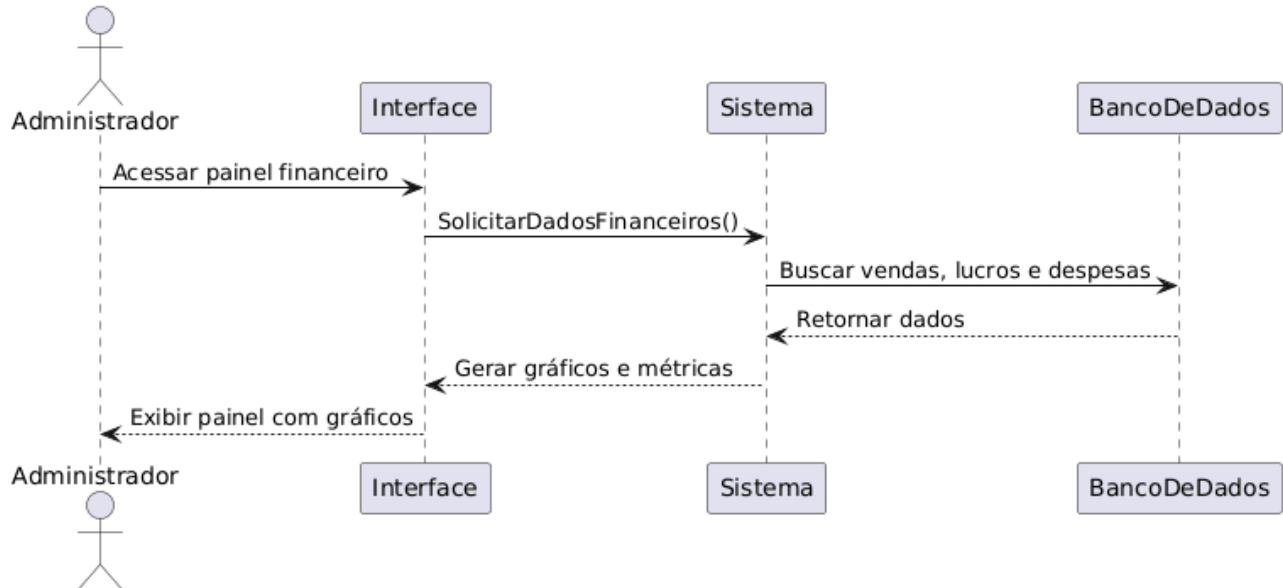 Administrador
Interface
Sistema
BancoDeDados
Acessar painel financeiro
SolicitarDadosFinanceiros()
Buscar vendas, lucros e despesas
Retornar dados
Gerar gráficos e métricas
Exibir painel com gráficos
Administrador
Interface
Sistema
BancoDeDados